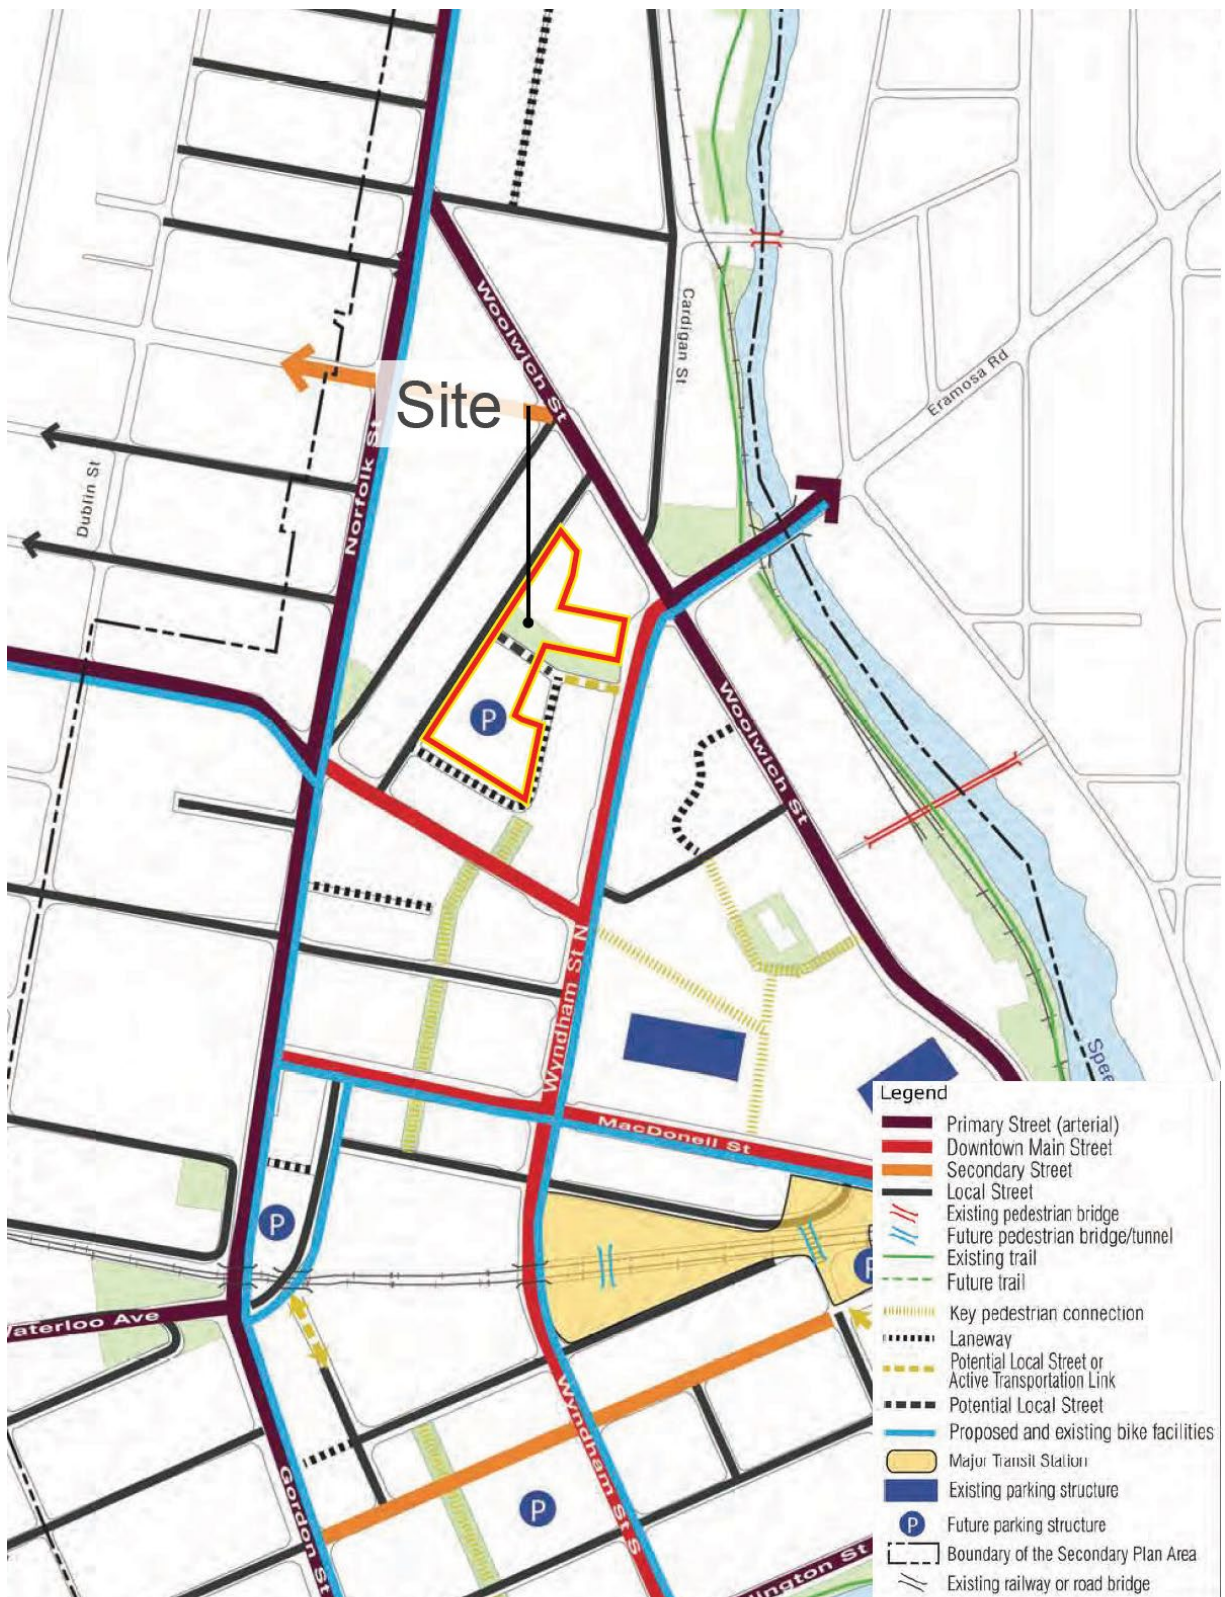 Woolwich St
Cardigan St
Eramosa Rd
Site
Norfolk St
Dublin St
P
Woolwich St
Wyndham St N
MacDonell St
P
Waterloo Ave
Wyndham St S
Gordon St
P
Legend
Primary Street (arterial)
Downtown Main Street
Secondary Street
Local Street
Existing pedestrian bridge
Future pedestrian bridge/tunnel
Existing trail
Future trail
Key pedestrian connection
Laneway
Potential Local Street or
Active Transportation Link
Potential Local Street
Proposed and existing bike facilities
Major Transit Station
Existing parking structure
P
Future parking structure
Boundary of the Secondary Plan Area
Existing railway or road bridge